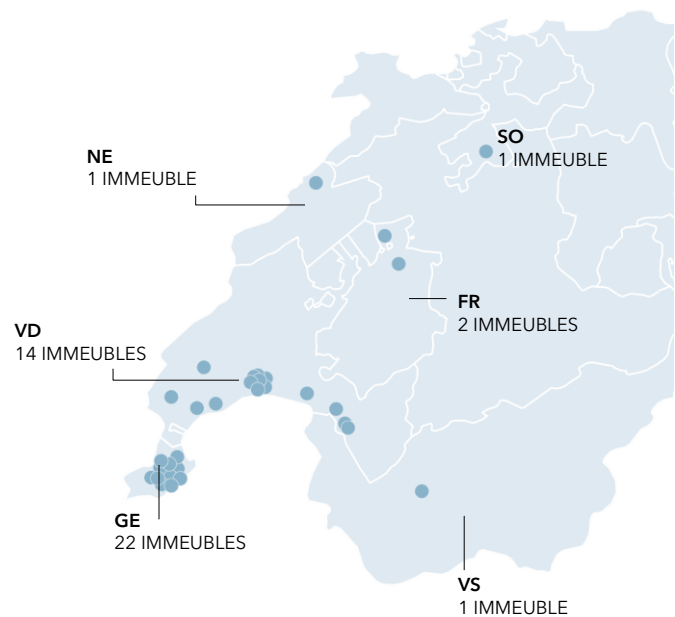 SO
1 IMMEUBLE
NE
1 IMMEUBLE
FR
2 IMMEUBLES
VD
14 IMMEUBLES
GE
22 IMMEUBLES
VS
1 IMMEUBLE